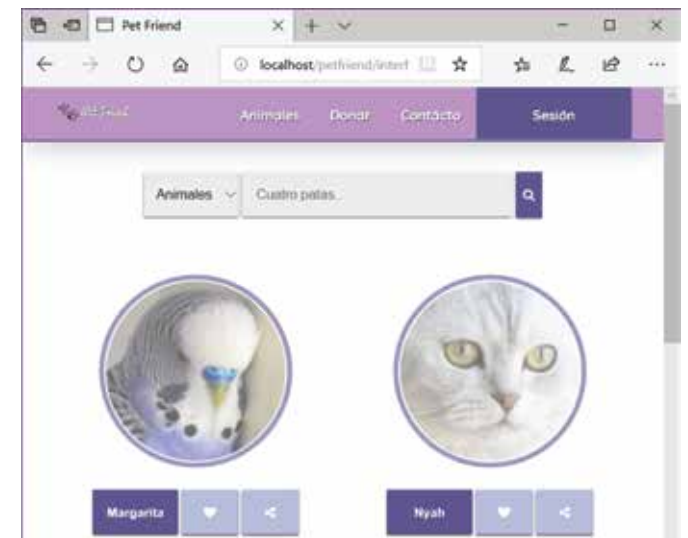 Pet Friend
localhost/petfriend/interf
Animales Donar Contacto Sesión
Animales Cuatro patas..
Margarita Nyah